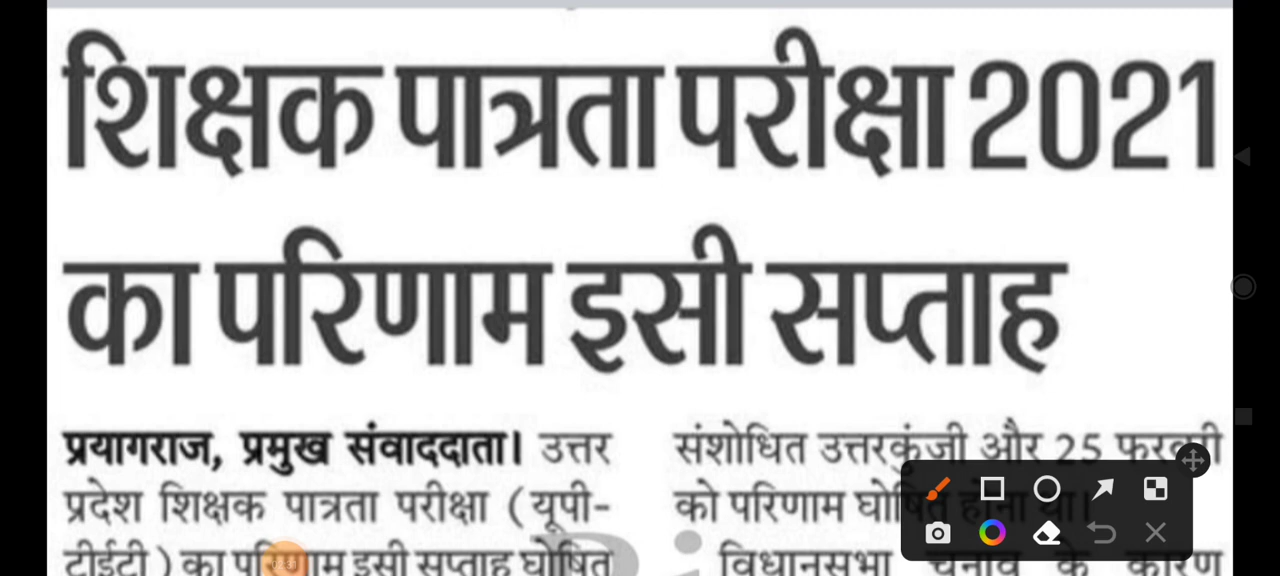 शिक्षक पात्रता परीक्षा 2021
का परिणाम इसी सप्ताह
प्रयागराज, प्रमुख संवाददाता। उत्तर
प्रदेश शिक्षक पात्रता परीक्षा (यूपी-
टीईटी) का परिणाम इसी सप्ताह घोषित
संशोधित उत्तरकुंजी और 25 फरवरी
को परिणाम घोषित होना था।
विधानसभा चुनाव के कारण